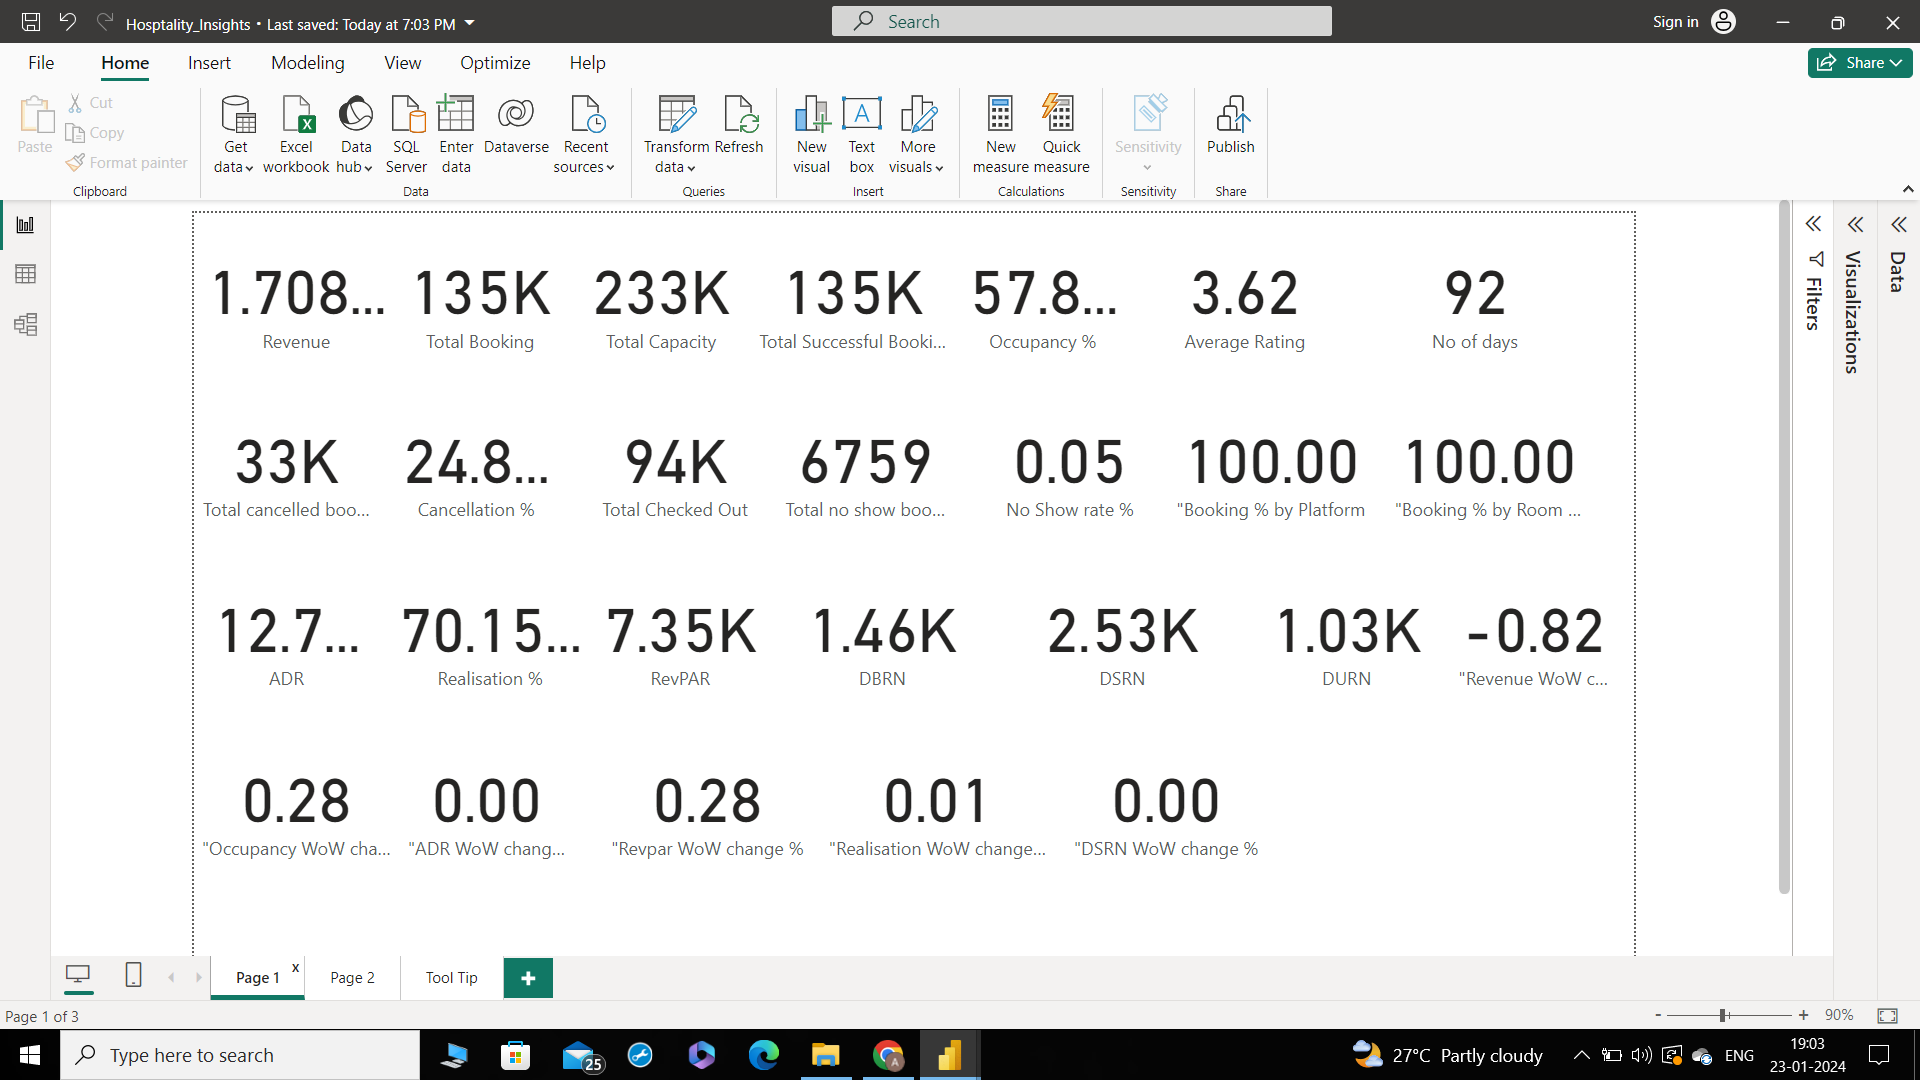 Hosptality_Insights • Last saved: Today at 7:03 PM
Search
Sign in
File Home Insert Modeling View Optimize Help
Share
Paste
Cut
Copy
Format painter
Clipboard
Get data
Excel workbook
Data hub
SQL Server
Enter data
Dataverse
Recent sources
Data
Transform data
Refresh
Queries
New visual
Text box
More visuals
Insert
New measure
Quick measure
Calculations
Sensitivity
Sensitivity
Publish
Share
1.708... 135K 233K 135K 57.8... 3.62 92
Revenue Total Booking Total Capacity Total Successful Booki... Occupancy % Average Rating No of days
33K 24.8... 94K 6759 0.05 100.00 100.00
Total cancelled boo... Cancellation % Total Checked Out Total no show boo... No Show rate % "Booking % by Platform "Booking % by Room ...
12.7... 70.15... 7.35K 1.46K 2.53K 1.03K -0.82
ADR Realisation % RevPAR DBRN DSRN DURN "Revenue WoW c...
0.28 0.00 0.28 0.01 0.00
"Occupancy WoW cha... "ADR WoW chang... "Revpar WoW change % "Realisation WoW change... "DSRN WoW change %
Filters
Visualizations
Data
Page 1 x Page 2 Tool Tip +
Page 1 of 3
- + 90%
Type here to search
25
A
27°C Partly cloudy
ENG
19:03
23-01-2024